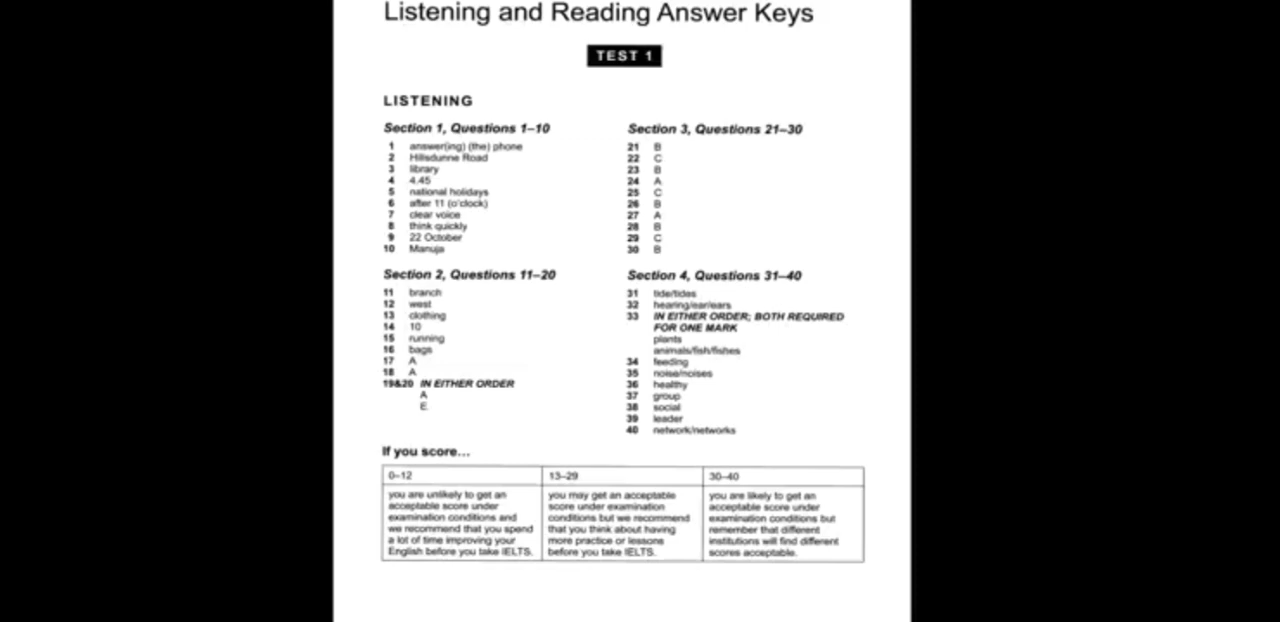 Listening and Reading Answer Keys
TEST 1
LISTENING
Section 1, Questions 1–10
1 answer(ing) (the) phone
2 Hillsdunne Road
3 library
4 4.45
5 national holidays
6 after 11 (o'clock)
7 clear voice
8 think quickly
9 22 October
10 Manuja
Section 2, Questions 11–20
11 branch
12 west
13 clothing
14 10
15 running
16 bags
17 A
18 A
19&20 IN EITHER ORDER
A
E
Section 3, Questions 21–30
21 B
22 C
23 B
24 A
25 C
26 B
27 A
28 B
29 C
30 B
Section 4, Questions 31–40
31 tide/tides
32 hearing/ear/ears
33 IN EITHER ORDER; BOTH REQUIRED
FOR ONE MARK
plants
animals/fish/fishes
34 feeding
35 noise/noises
36 healthy
37 group
38 social
39 leader
40 network/networks
If you score...
0–12
you are unlikely to get an
acceptable score under
examination conditions and
we recommend that you spend
a lot of time improving your
English before you take IELTS.
13–29
you may get an acceptable
score under examination
conditions but we recommend
that you think about having
more practice or lessons
before you take IELTS.
30–40
you are likely to get an
acceptable score under
examination conditions but
remember that different
institutions will find different
scores acceptable.